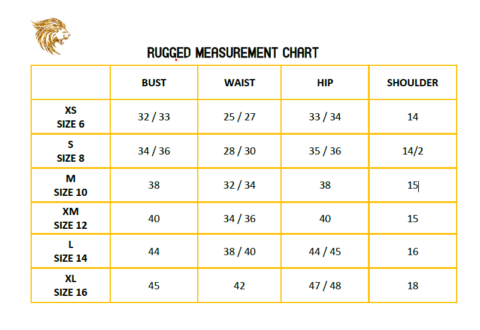 RUGGED MEASUREMENT CHART
BUST WAIST HIP SHOULDER
XS
SIZE 6 32 / 33 25 / 27 33 / 34 14
S
SIZE 8 34 / 36 28 / 30 35 / 36 14/2
M
SIZE 10 38 32 / 34 38 15
XM
SIZE 12 40 34 / 36 40 15
L
SIZE 14 44 38 / 40 44 / 45 16
XL
SIZE 16 45 42 47 / 48 18